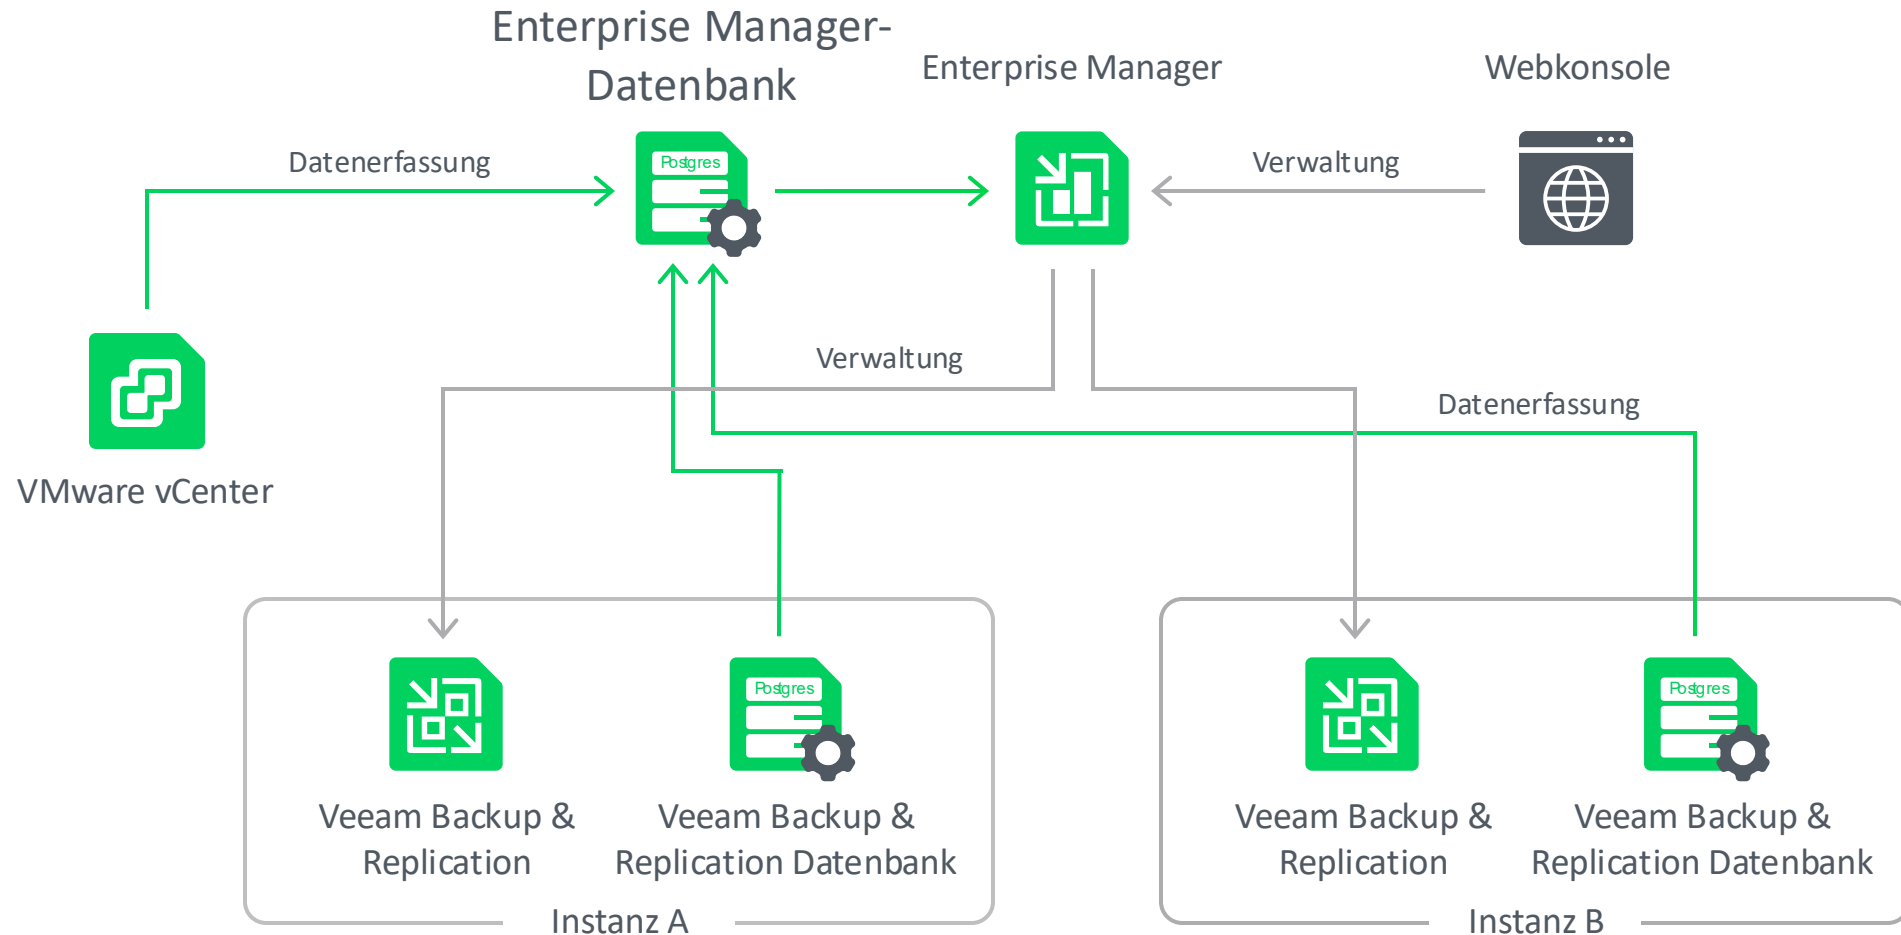 Enterprise Manager-
Datenbank
Enterprise Manager
Webkonsole
Datenerfassung
Postgres
Verwaltung
Verwaltung
Datenerfassung
VMware vCenter
Postgres
Postgres
Veeam Backup &
Replication
Veeam Backup &
Replication Datenbank
Veeam Backup &
Replication
Veeam Backup &
Replication Datenbank
Instanz A
Instanz B